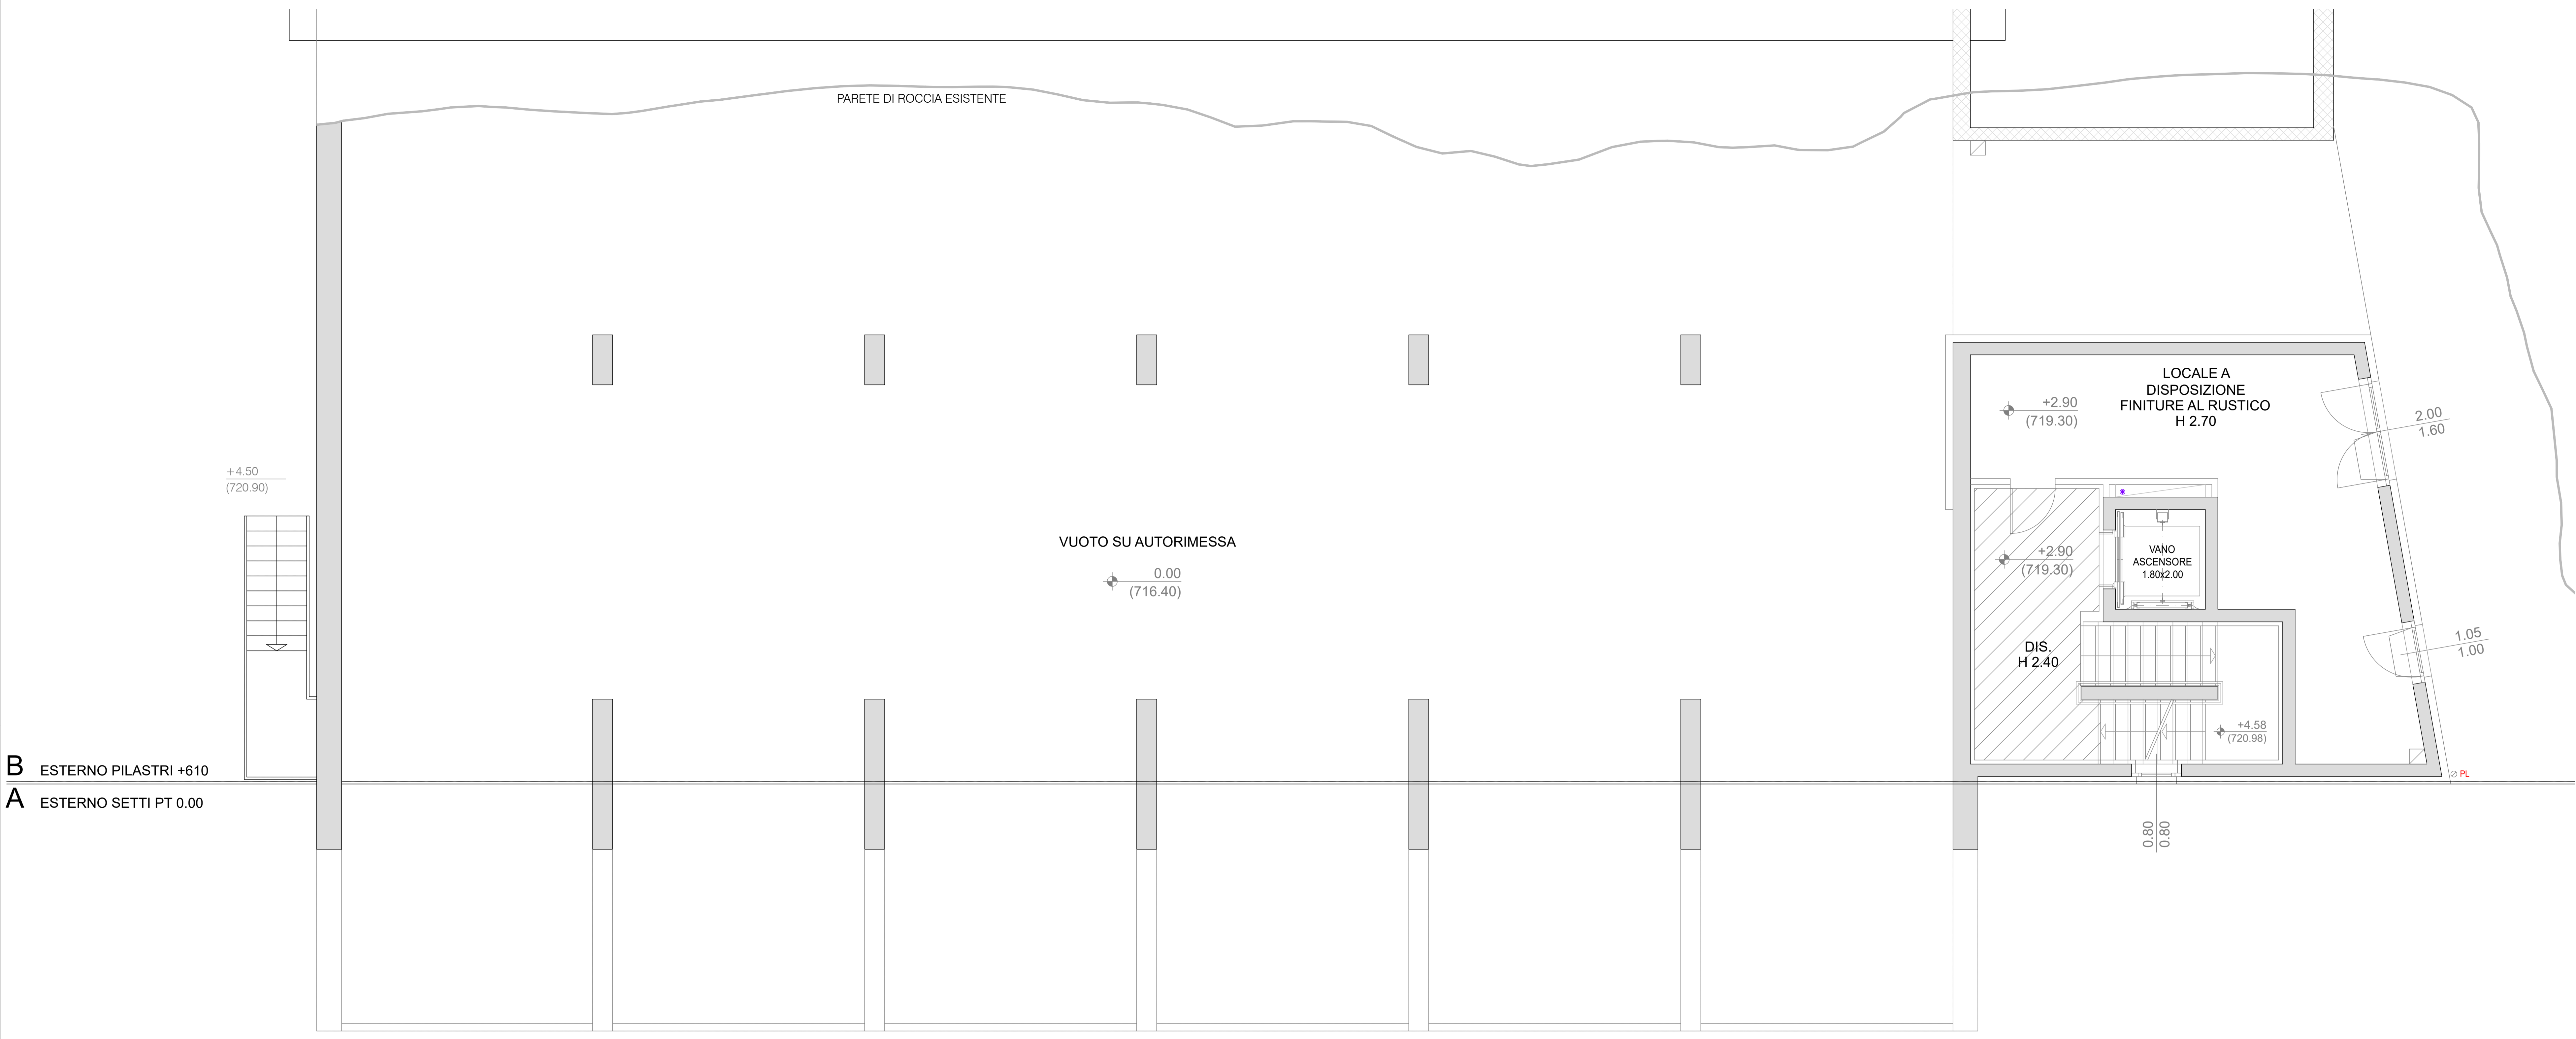 PARETE DI ROCCIA ESISTENTE
LOCALE A
DISPOSIZIONE
FINITURE AL RUSTICO
H 2.70
+2.90
(719.30)
2.00
1.60
+4.50
(720.90)
VUOTO SU AUTORIMESSA
0.00
(716.40)
+2.90
(719.30)
VANO
ASCENSORE
1.80x2.00
DIS.
H 2.40
1.05
1.00
+4.58
(720.98)
B ESTERNO PILASTRI +610
A ESTERNO SETTI PT 0.00
∅ PL
0.80
0.80